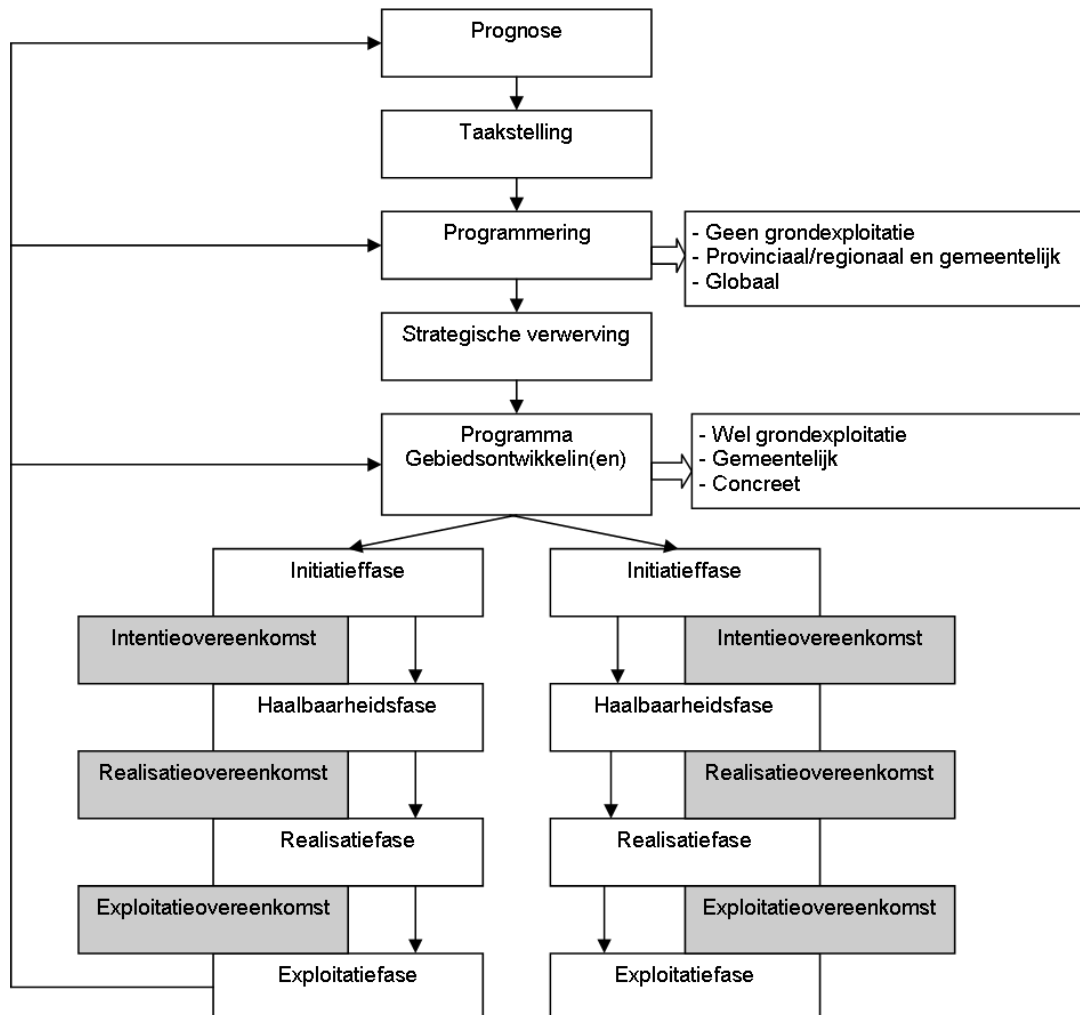 Prognose
Taakstelling
Programmering
- Geen grondexploitatie
- Provinciaal/regionaal en gemeentelijk
- Globaal
Strategische verwerving
Programma
Gebiedsontwikkelin(en)
- Wel grondexploitatie
- Gemeentelijk
- Concreet
Initiatieffase
Initiatieffase
Intentieovereenkomst
Intentieovereenkomst
Haalbaarheidsfase
Haalbaarheidsfase
Realisatieovereenkomst
Realisatieovereenkomst
Realisatiefase
Realisatiefase
Exploitatieovereenkomst
Exploitatieovereenkomst
Exploitatiefase
Exploitatiefase